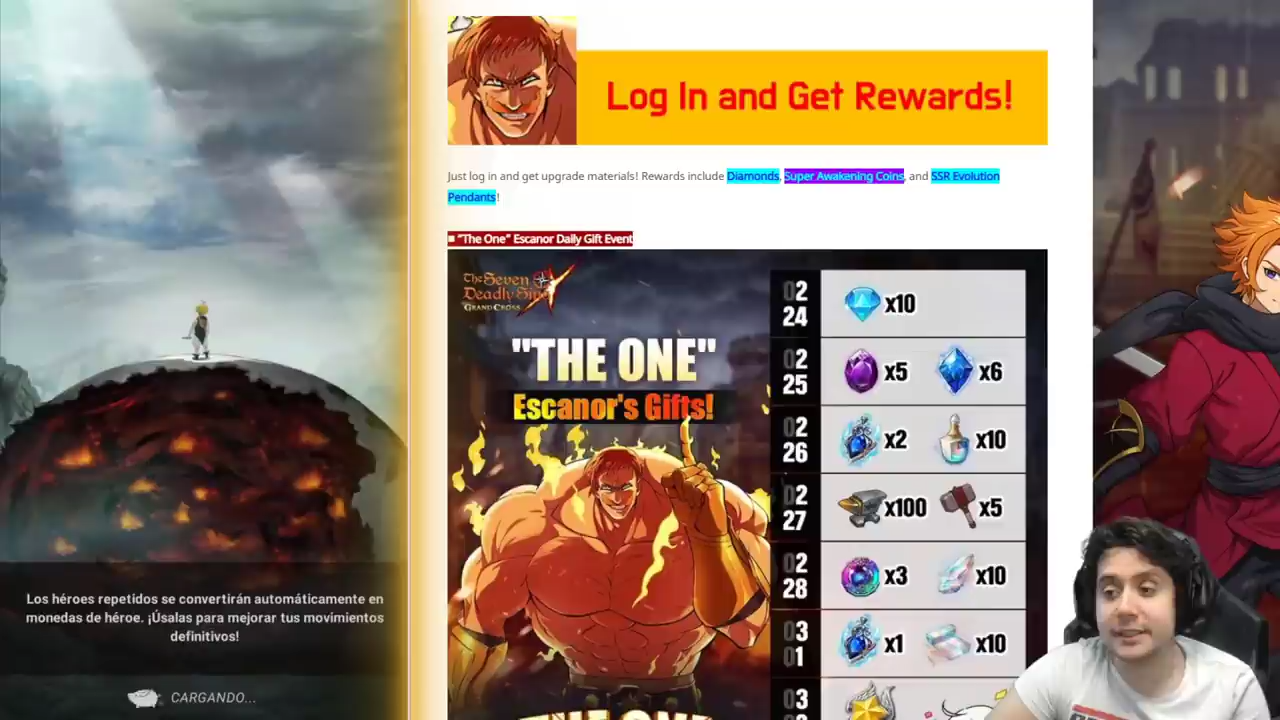 Log In and Get Rewards!
Just log in and get upgrade materials! Rewards include Diamonds, Super Awakening Coins, and SSR Evolution
Pendants!
■ "The One" Escanor Daily Gift Event
The Seven
Deadly Sins
GRAND CROSS
"THE ONE"
Escanor's Gifts!
02
24
x10
02
25
x5 x6
02
26
x2 x10
02
27
x100 x5
02
28
x3 x10
03
01
x1 x10
03
THE ONE
Los héroes repetidos se convertirán automáticamente en
monedas de héroe. ¡Úsalas para mejorar tus movimientos
definitivos!
CARGANDO...